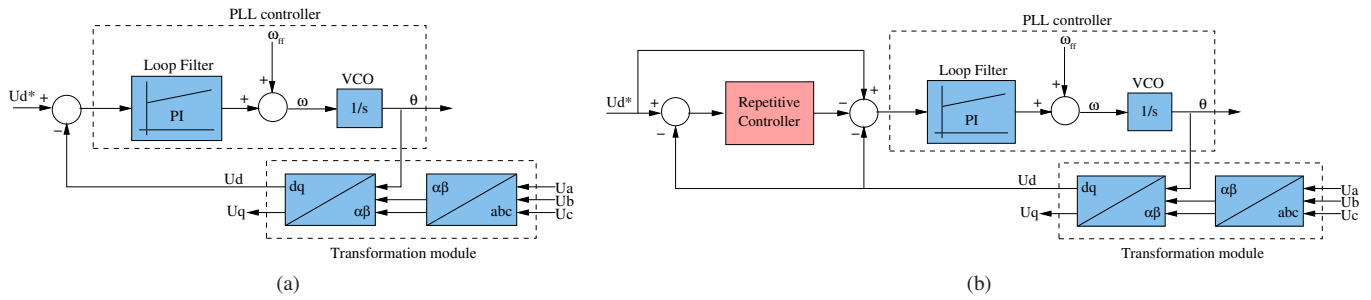 PLL controller
ω_ff
Loop Filter
VCO
Ud*
+
+
+
ω
θ
PI
1/s
−
Ud
dq
αβ
Ua
Ub
Uq
αβ
abc
Uc
Transformation module
(a)
PLL controller
ω_ff
Loop Filter
VCO
Ud*
+
Repetitive
Controller
−
+
+
+
ω
θ
PI
1/s
−
−
Ud
dq
αβ
Ua
Ub
Uq
αβ
abc
Uc
Transformation module
(b)